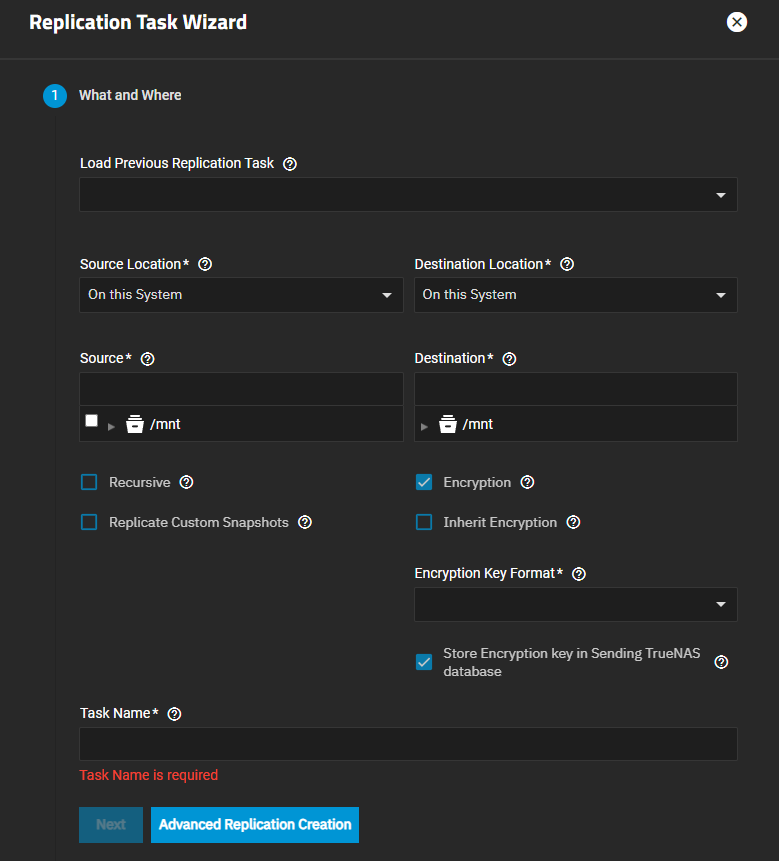 Replication Task Wizard
1 What and Where
Load Previous Replication Task
Source Location* Destination Location*
On this System On this System
Source* Destination*
/mnt /mnt
Recursive Encryption
Replicate Custom Snapshots Inherit Encryption
Encryption Key Format*
Store Encryption key in Sending TrueNAS
database
Task Name*
Task Name is required
Next Advanced Replication Creation